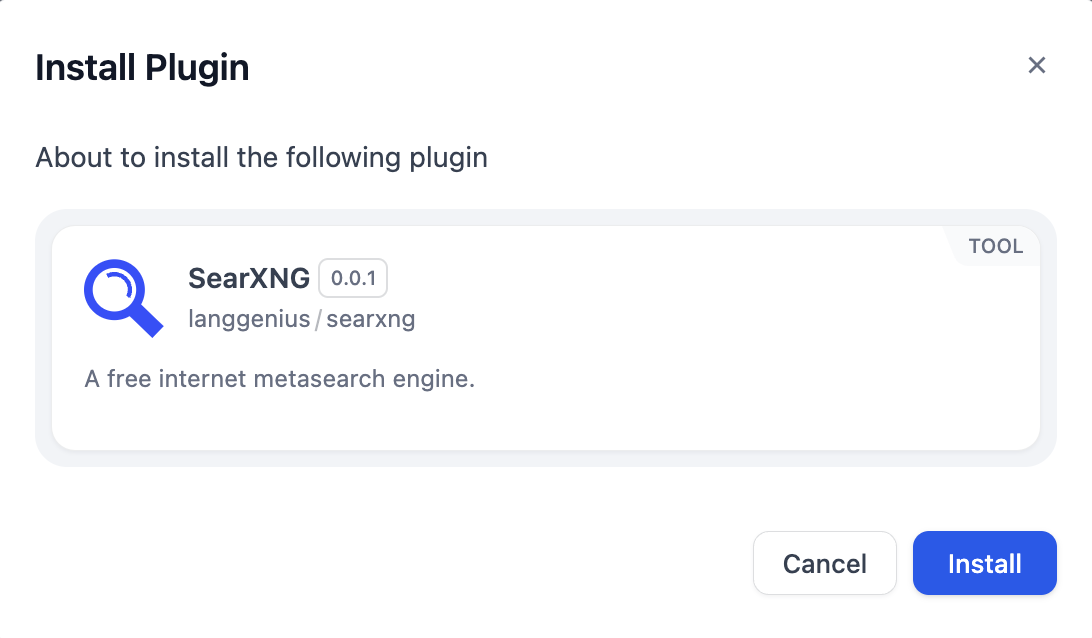 Install Plugin
About to install the following plugin
TOOL
SearXNG 0.0.1
langgenius / searxng
A free internet metasearch engine.
Cancel Install